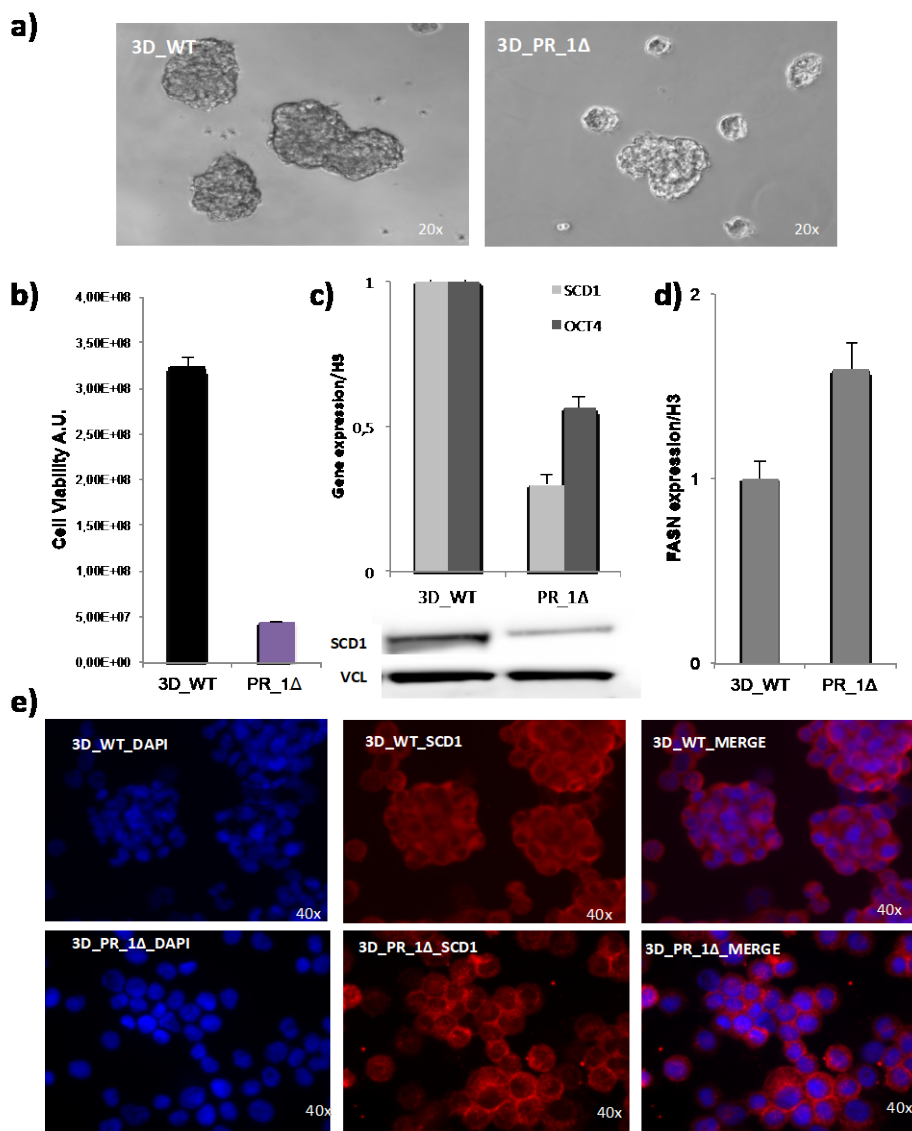 a)
3D_WT
20x
3D_PR_1Δ
20x
b)
Cell Viability A.U.
4,00E+08
3,50E+08
3,00E+08
2,50E+08
2,00E+08
1,50E+08
1,00E+08
5,00E+07
0,00E+00
3D_WT
PR_1Δ
c)
Gene expression/H3
1
0,5
0
SCD1
OCT4
3D_WT
PR_1Δ
SCD1
VCL
d)
FASN expression/H3
2
1
0
3D_WT
PR_1Δ
e)
3D_WT_DAPI
40x
3D_WT_SCD1
40x
3D_WT_MERGE
40x
3D_PR_1Δ_DAPI
40x
3D_PR_1Δ_SCD1
40x
3D_PR_1Δ_MERGE
40x